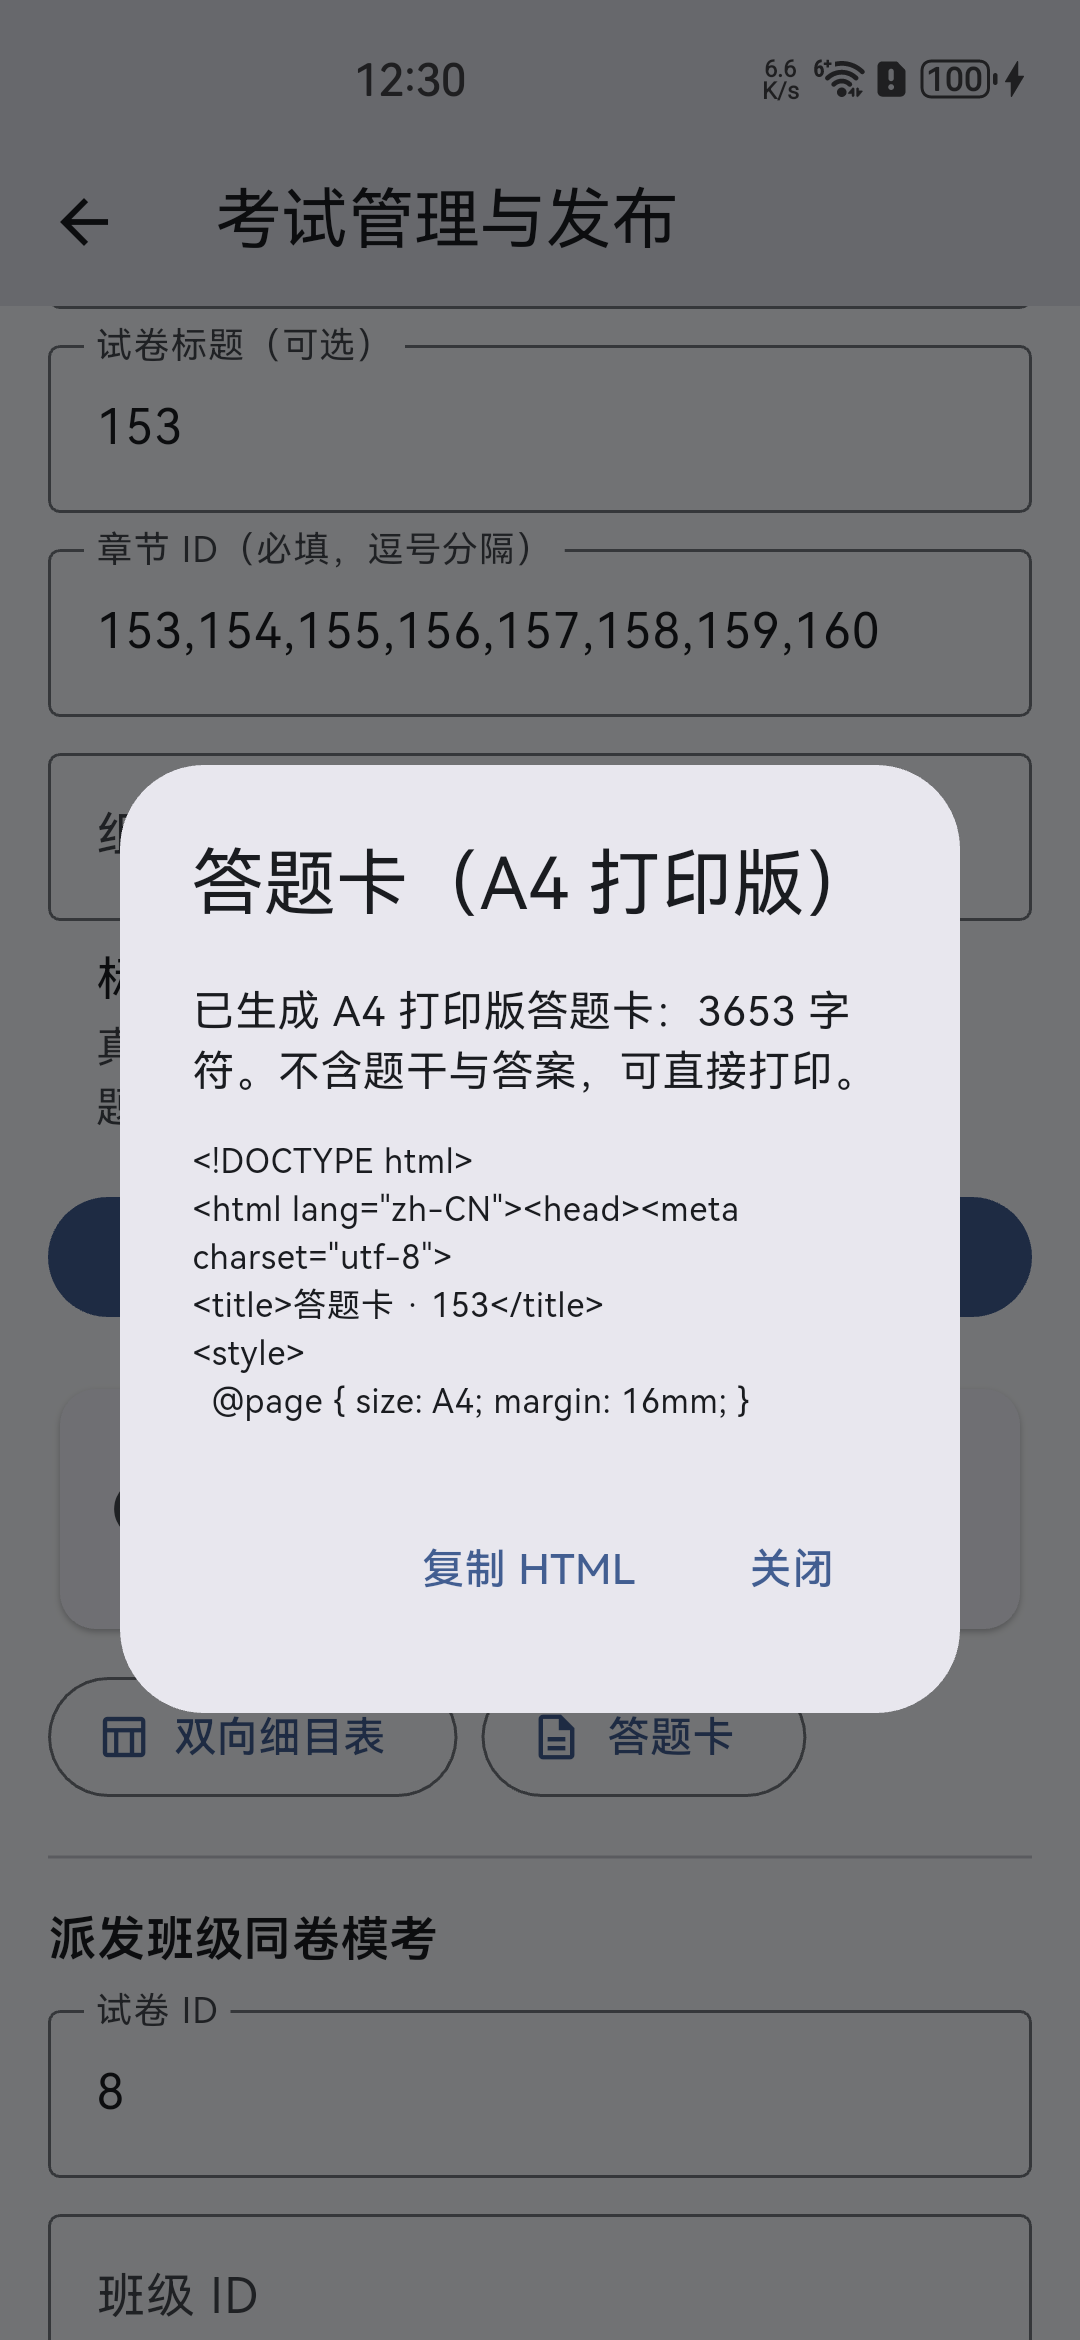 12:30
6.6
K/s
6+
100
考试管理与发布
试卷标题（可选）
153
章节 ID（必填，逗号分隔）
153,154,155,156,157,158,159,160
答题卡（A4 打印版）
已生成 A4 打印版答题卡：3653 字
符。不含题干与答案，可直接打印。
<!DOCTYPE html>
<html lang="zh-CN"><head><meta
charset="utf-8">
<title>答题卡 · 153</title>
<style>
@page { size: A4; margin: 16mm; }
复制 HTML
关闭
双向细目表
答题卡
派发班级同卷模考
试卷 ID
8
班级 ID